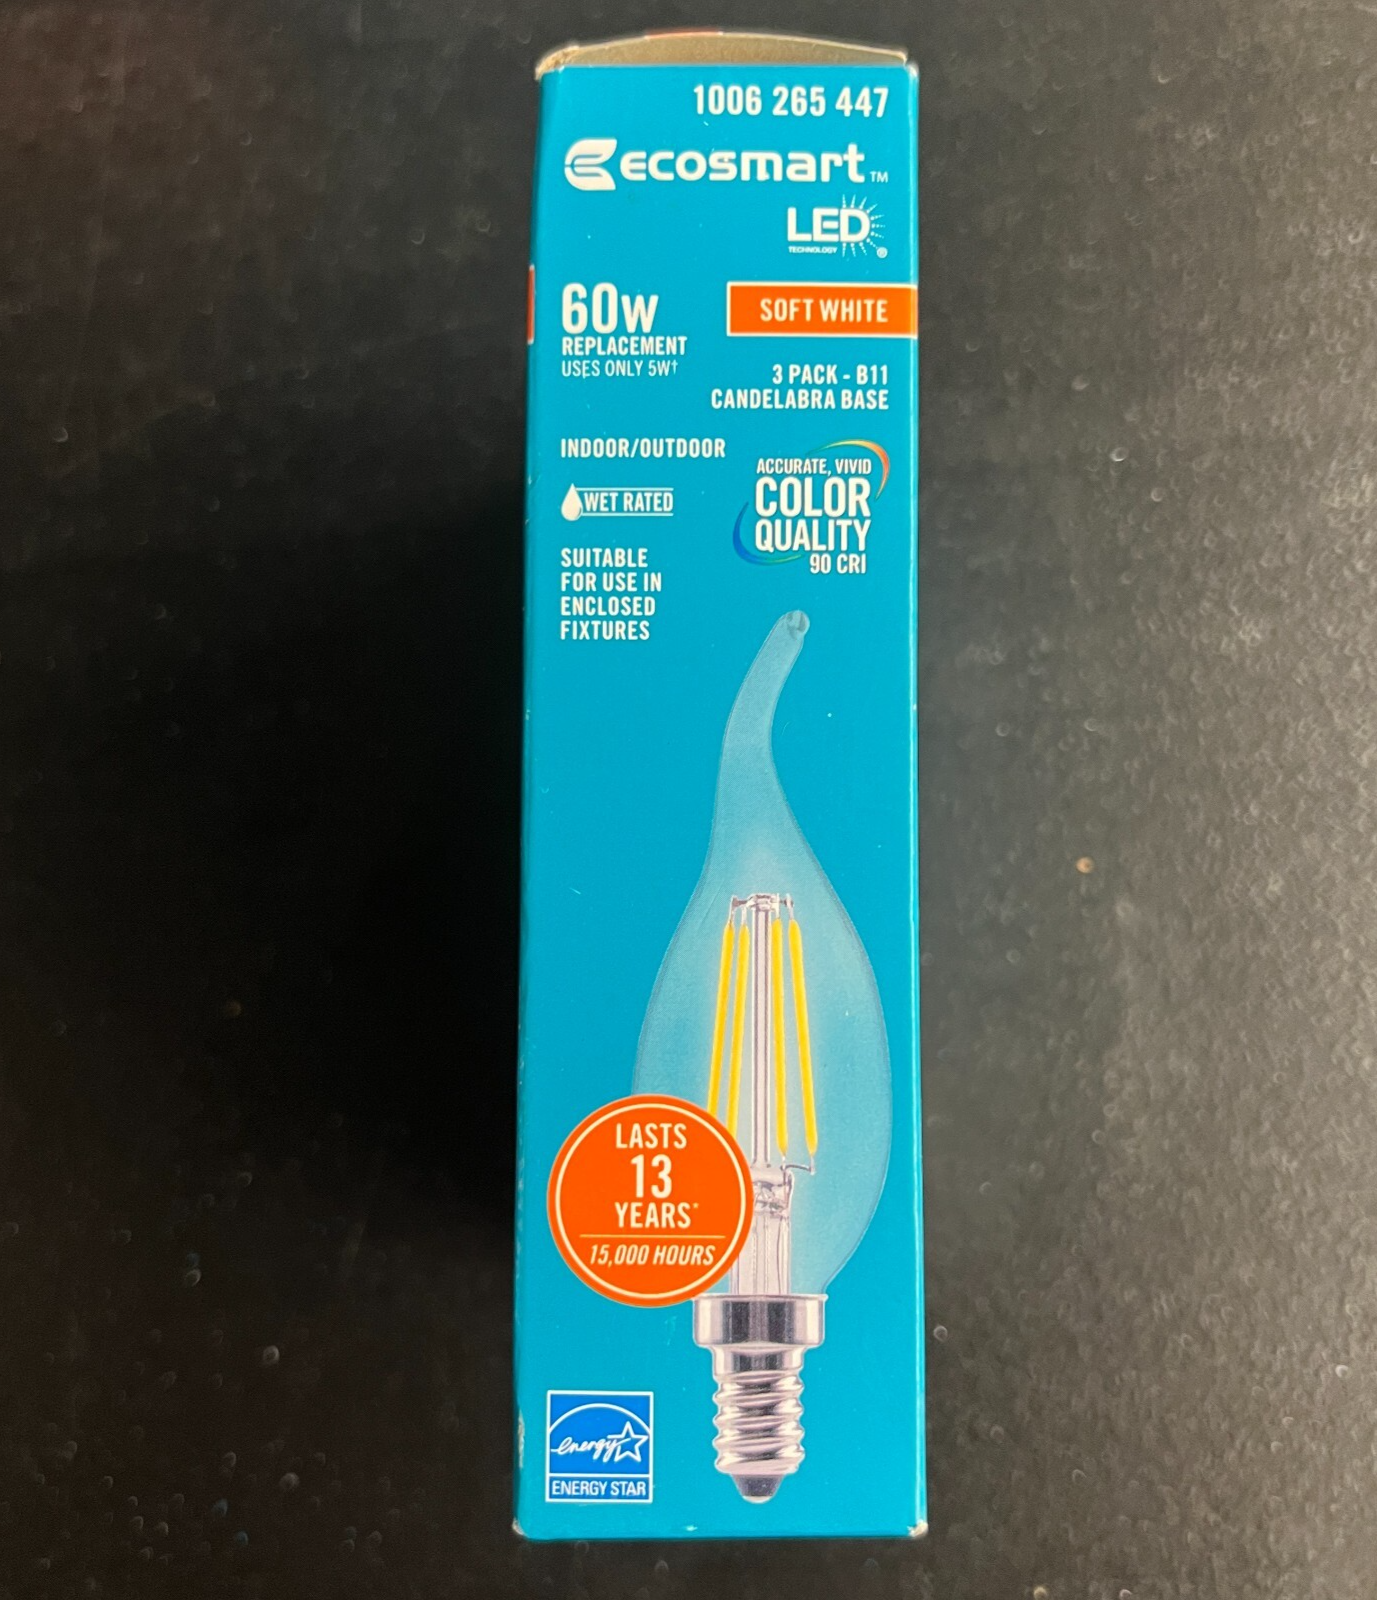 1006 265 447
ecosmart™
LED
TECHNOLOGY ®
60W
REPLACEMENT
USES ONLY 5W†
SOFT WHITE
3 PACK - B11
CANDELABRA BASE
INDOOR/OUTDOOR
WET RATED
SUITABLE
FOR USE IN
ENCLOSED
FIXTURES
ACCURATE, VIVID
COLOR
QUALITY
90 CRI
LASTS
13
YEARS*
15,000 HOURS
energy
ENERGY STAR